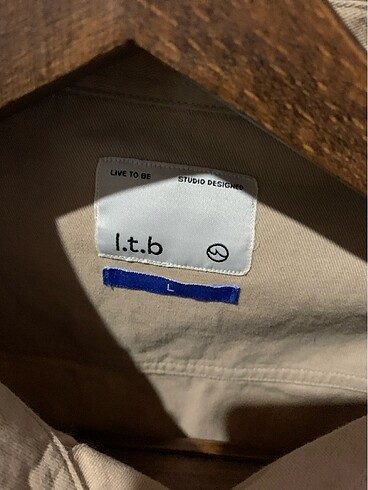 LIVE TO BE
STUDIO DESIGNED
l.t.b
L